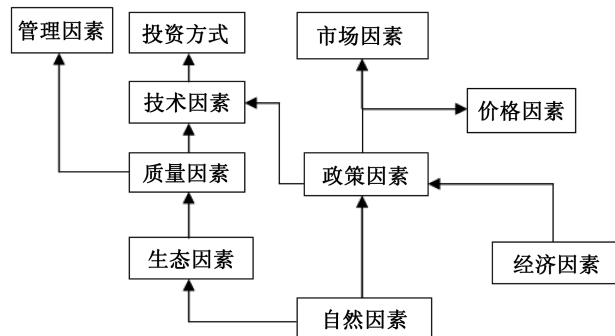 管理因素
投资方式
市场因素
技术因素
价格因素
质量因素
政策因素
生态因素
经济因素
自然因素